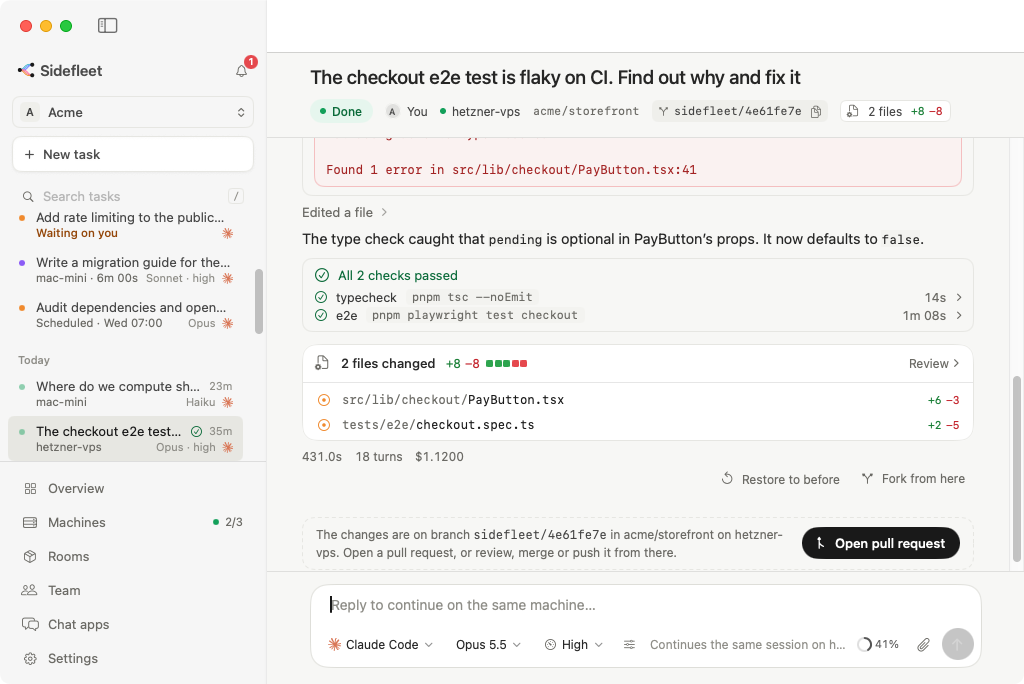 Sidefleet
1
A Acme
+ New task
Search tasks /
Add rate limiting to the public...
Waiting on you
Write a migration guide for the...
mac-mini · 6m 00s Sonnet · high
Audit dependencies and open...
Scheduled · Wed 07:00 Opus
Today
Where do we compute sh... 23m
mac-mini Haiku
The checkout e2e test... 35m
hetzner-vps Opus · high
Overview
Machines 2/3
Rooms
Team
Chat apps
Settings
The checkout e2e test is flaky on CI. Find out why and fix it
Done A You hetzner-vps acme/storefront sidefleet/4e61fe7e 2 files +8 −8
Found 1 error in src/lib/checkout/PayButton.tsx:41
Edited a file
The type check caught that pending is optional in PayButton’s props. It now defaults to false.
All 2 checks passed
typecheck pnpm tsc --noEmit 14s
e2e pnpm playwright test checkout 1m 08s
2 files changed +8 −8 Review
src/lib/checkout/PayButton.tsx +6 −3
tests/e2e/checkout.spec.ts +2 −5
431.0s 18 turns $1.1200
Restore to before Fork from here
The changes are on branch sidefleet/4e61fe7e in acme/storefront on hetzner-
vps. Open a pull request, or review, merge or push it from there.
Open pull request
Reply to continue on the same machine...
Claude Code Opus 5.5 High Continues the same session on h... 41%